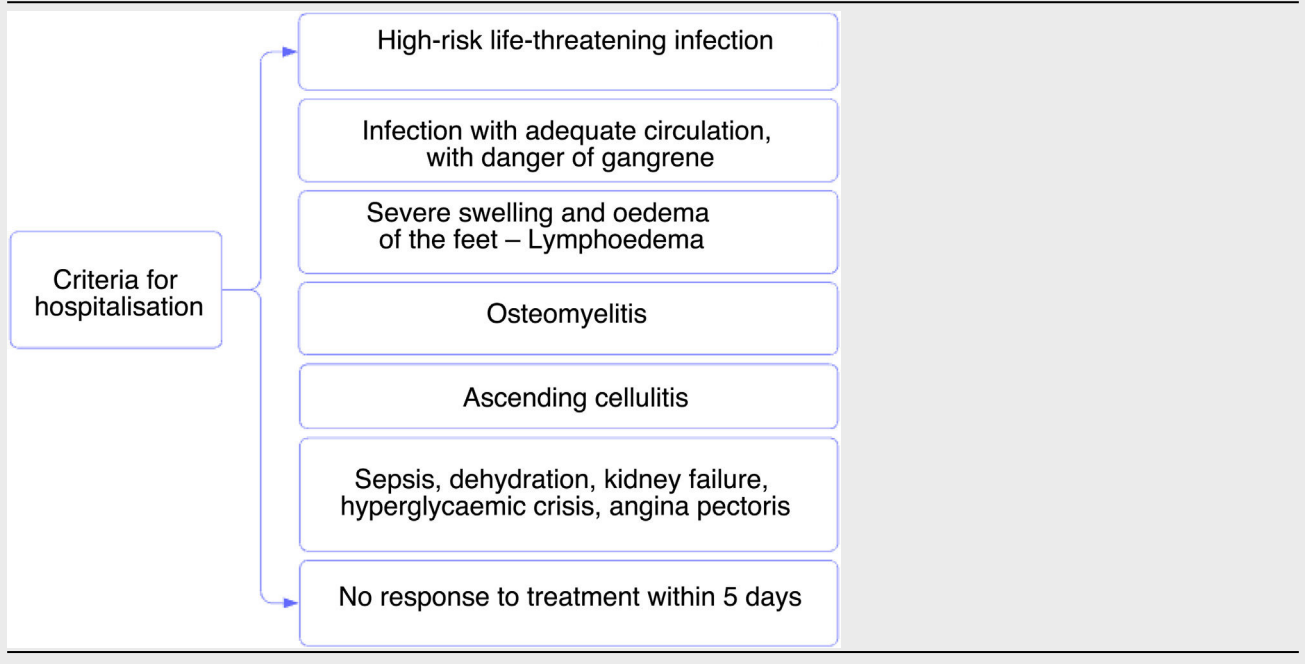 High-risk life-threatening infection
Infection with adequate circulation,
with danger of gangrene
Severe swelling and oedema
of the feet – Lymphoedema
Criteria for
hospitalisation
Osteomyelitis
Ascending cellulitis
Sepsis, dehydration, kidney failure,
hyperglycaemic crisis, angina pectoris
No response to treatment within 5 days